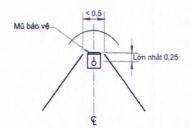 < 0,5
Mũ bảo vệ
Lớn nhất 0,25
℄